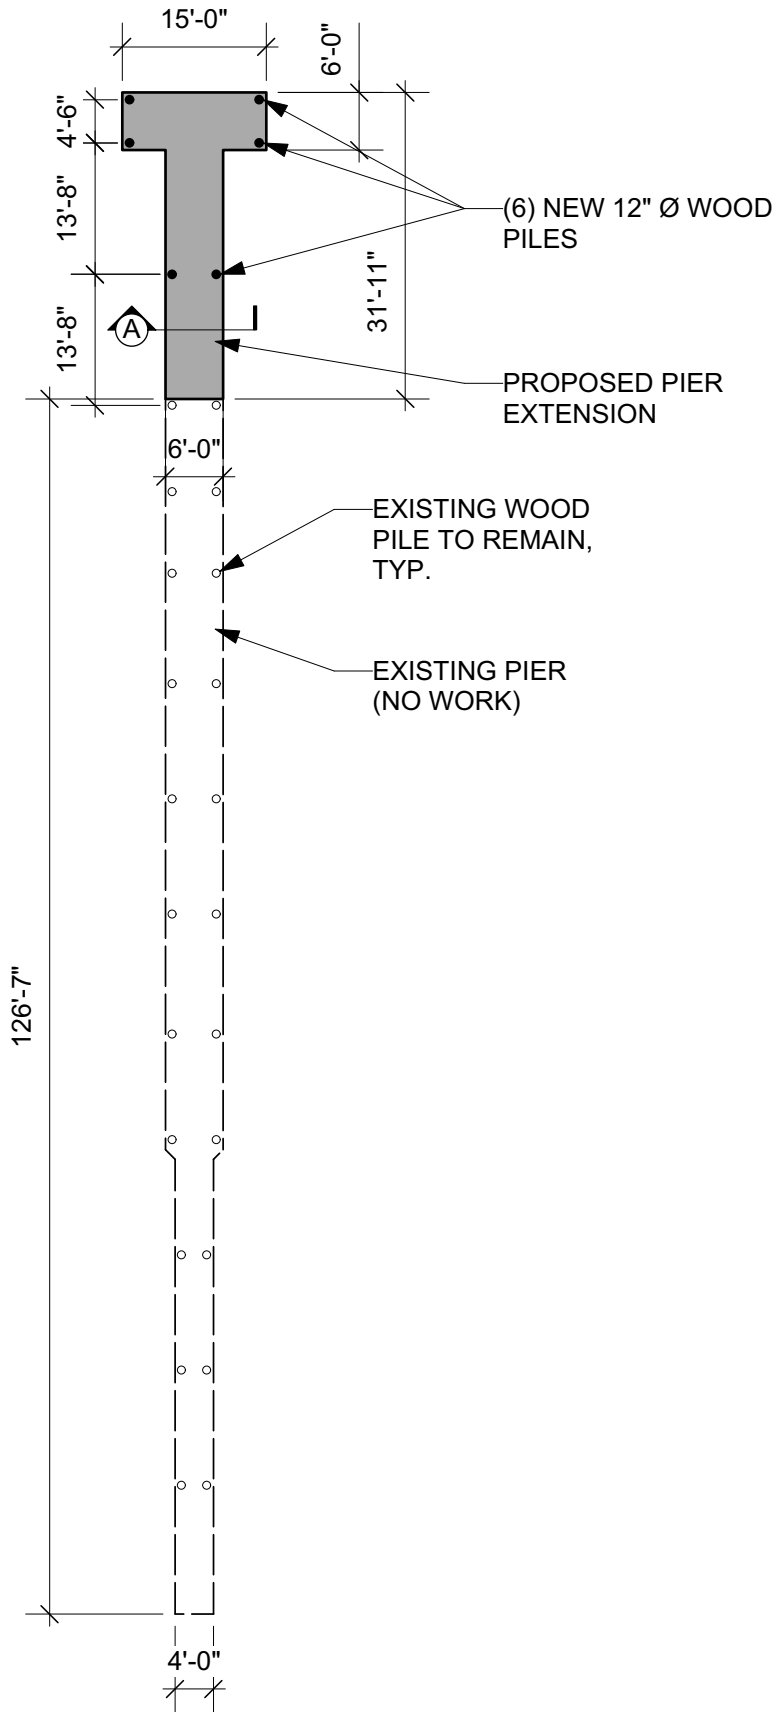 15'-0"
6'-0"
4'-6"
13'-8"
(6) NEW 12" Ø WOOD
PILES
31'-11"
13'-8"
A
PROPOSED PIER
EXTENSION
6'-0"
EXISTING WOOD
PILE TO REMAIN,
TYP.
EXISTING PIER
(NO WORK)
126'-7"
4'-0"